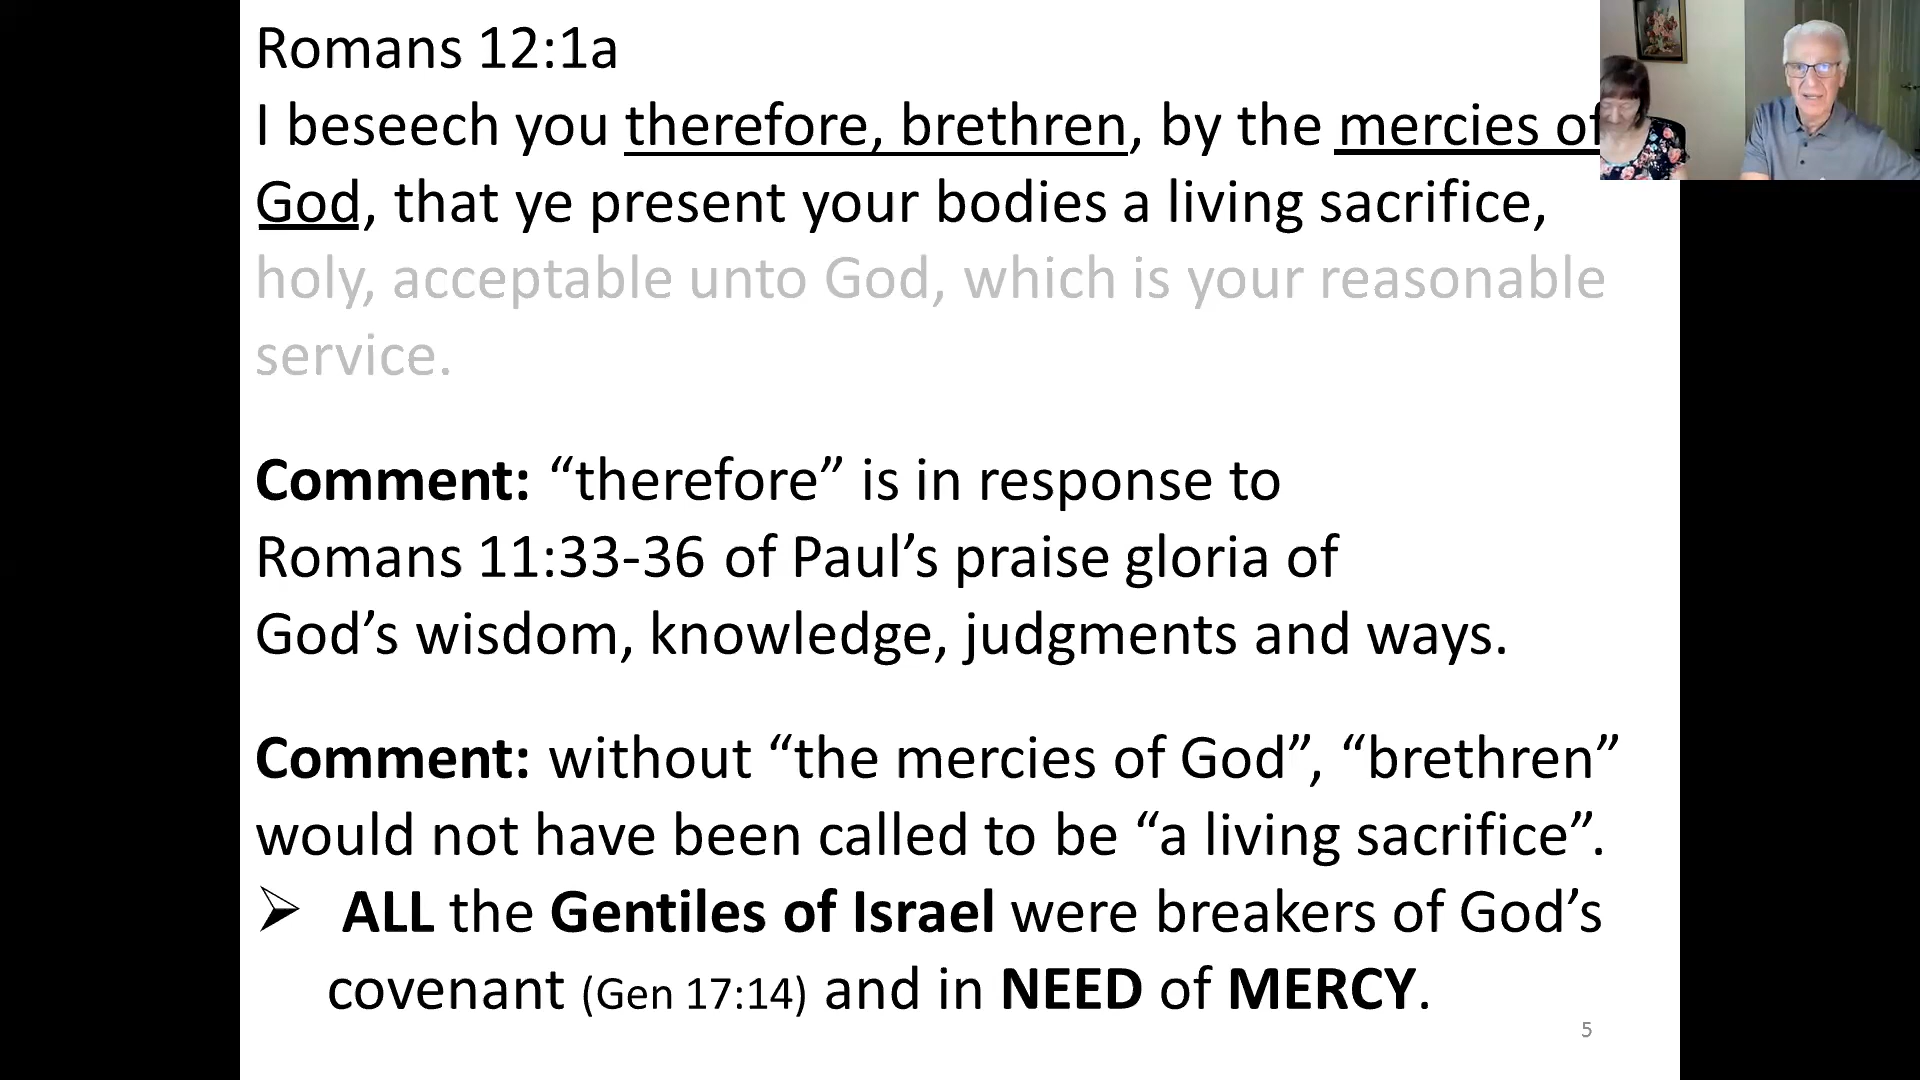 Romans 12:1a
I beseech you therefore, brethren, by the mercies of
God, that ye present your bodies a living sacrifice,
holy, acceptable unto God, which is your reasonable
service.
Comment: “therefore” is in response to
Romans 11:33-36 of Paul’s praise gloria of
God’s wisdom, knowledge, judgments and ways.
Comment: without “the mercies of God”, “brethren”
would not have been called to be “a living sacrifice”.
➢ ALL the Gentiles of Israel were breakers of God’s
covenant (Gen 17:14) and in NEED of MERCY.
5